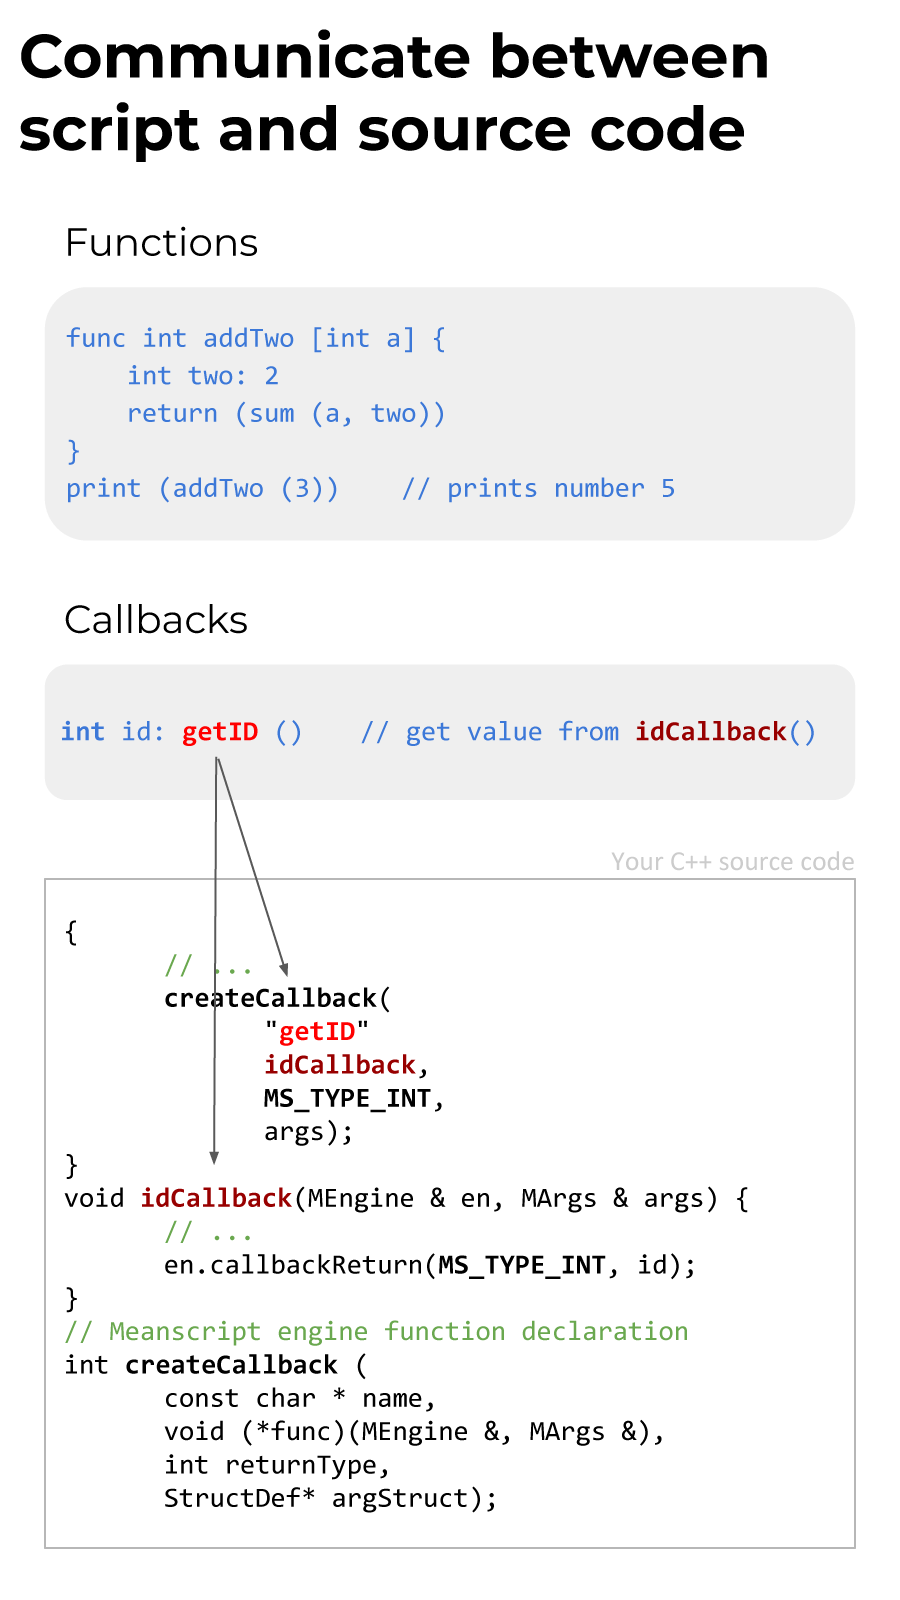 Communicate between
script and source code
Functions
func int addTwo [int a] {
    int two: 2
    return (sum (a, two))
}
print (addTwo (3))    // prints number 5
Callbacks
int id: getID ()    // get value from idCallback()
Your C++ source code
{
// ...
createCallback(
"getID"
idCallback,
MS_TYPE_INT,
args);
}
void idCallback(MEngine & en, MArgs & args) {
// ...
en.callbackReturn(MS_TYPE_INT, id);
}
// Meanscript engine function declaration
int createCallback (
const char * name,
void (*func)(MEngine &, MArgs &),
int returnType,
StructDef* argStruct);